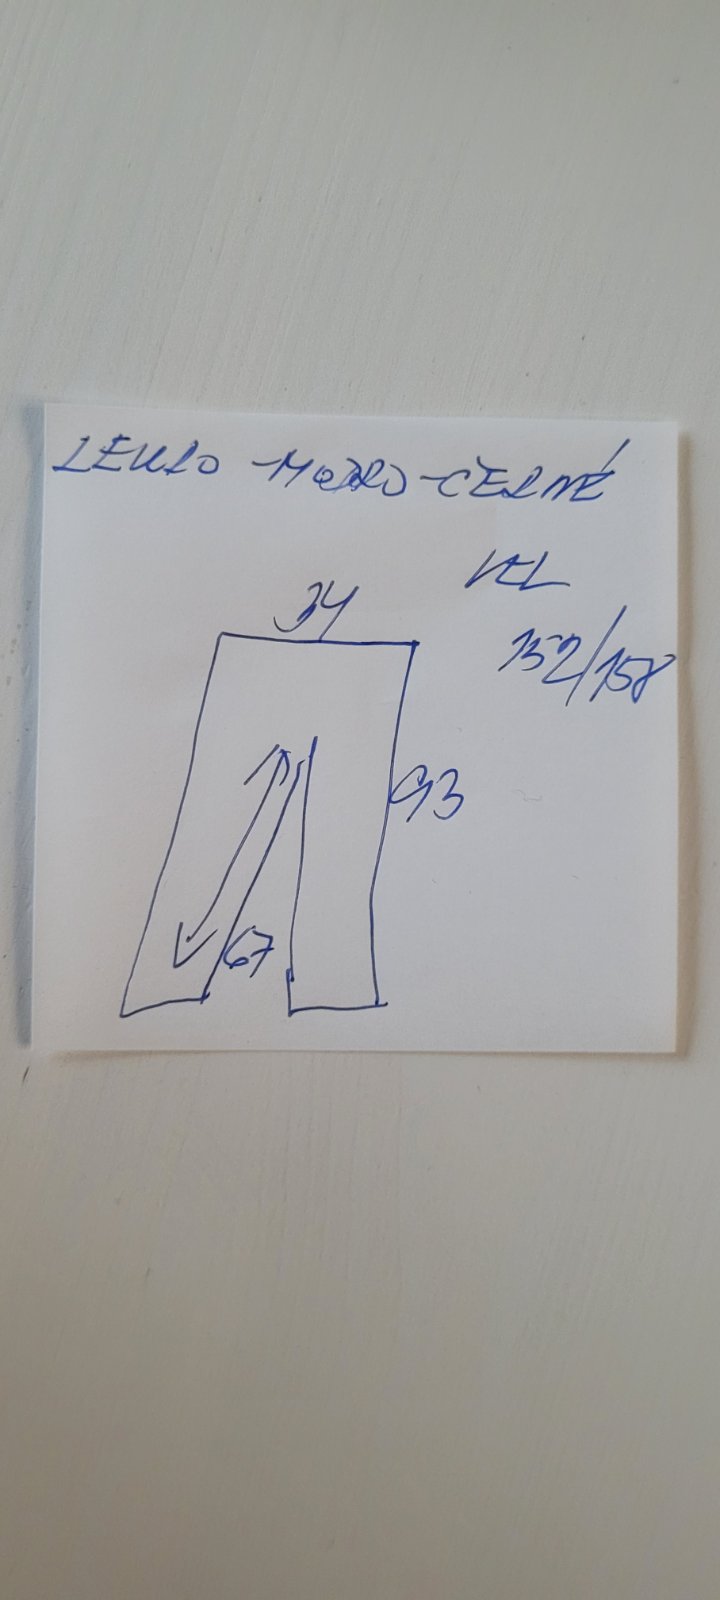 -MODRO-ČERNÉ
VEL
34
152/158
93
67